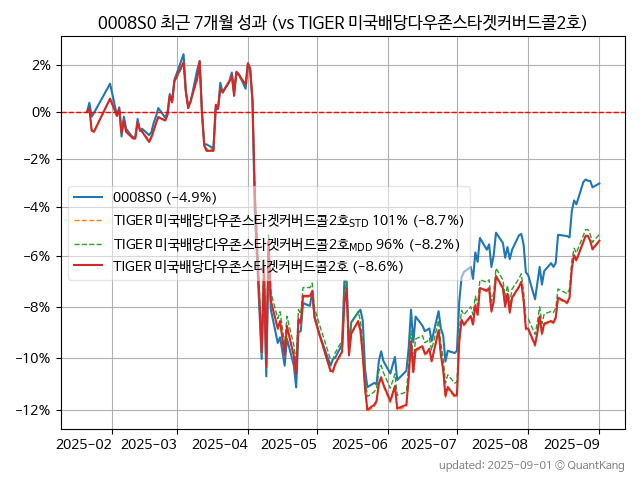 0008S0 최근 7개월 성과 (vs TIGER 미국배당다우존스타겟커버드콜2호)
2%
0%
−2%
−4%
−6%
−8%
−10%
−12%
0008S0 (−4.9%)
TIGER 미국배당다우존스타겟커버드콜2호STD 101% (−8.7%)
TIGER 미국배당다우존스타겟커버드콜2호MDD 96% (−8.2%)
TIGER 미국배당다우존스타겟커버드콜2호 (−8.6%)
2025-02 2025-03 2025-04 2025-05 2025-06 2025-07 2025-08 2025-09
updated: 2025-09-01 © QuantKang